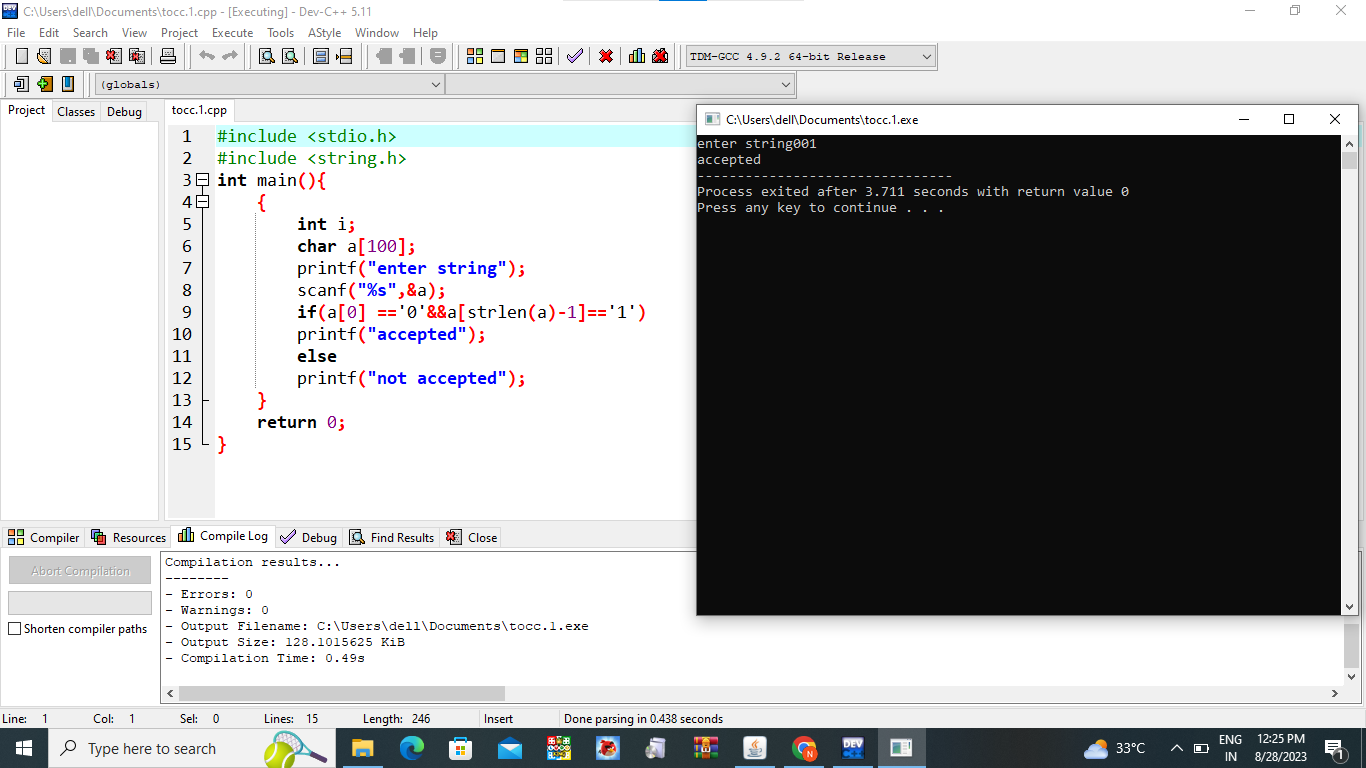 C:\Users\dell\Documents\tocc.1.cpp - [Executing] - Dev-C++ 5.11
File Edit Search View Project Execute Tools AStyle Window Help
TDM-GCC 4.9.2 64-bit Release
(globals)
Project Classes Debug
tocc.1.cpp
1 #include <stdio.h>
2 #include <string.h>
3 int main(){
4 {
5 int i;
6 char a[100];
7 printf("enter string");
8 scanf("%s",&a);
9 if(a[0] =='0'&&a[strlen(a)-1]=='1')
10 printf("accepted");
11 else
12 printf("not accepted");
13 }
14 return 0;
15 }
C:\Users\dell\Documents\tocc.1.exe
enter string001
accepted
--------------------------------
Process exited after 3.711 seconds with return value 0
Press any key to continue . . .
Compiler Resources Compile Log Debug Find Results Close
Abort Compilation
Shorten compiler paths
Compilation results...
--------
- Errors: 0
- Warnings: 0
- Output Filename: C:\Users\dell\Documents\tocc.1.exe
- Output Size: 128.1015625 KiB
- Compilation Time: 0.49s
Line: 1 Col: 1 Sel: 0 Lines: 15 Length: 246 Insert Done parsing in 0.438 seconds
Type here to search
DEV
33°C
ENG
IN
12:25 PM
8/28/2023
1